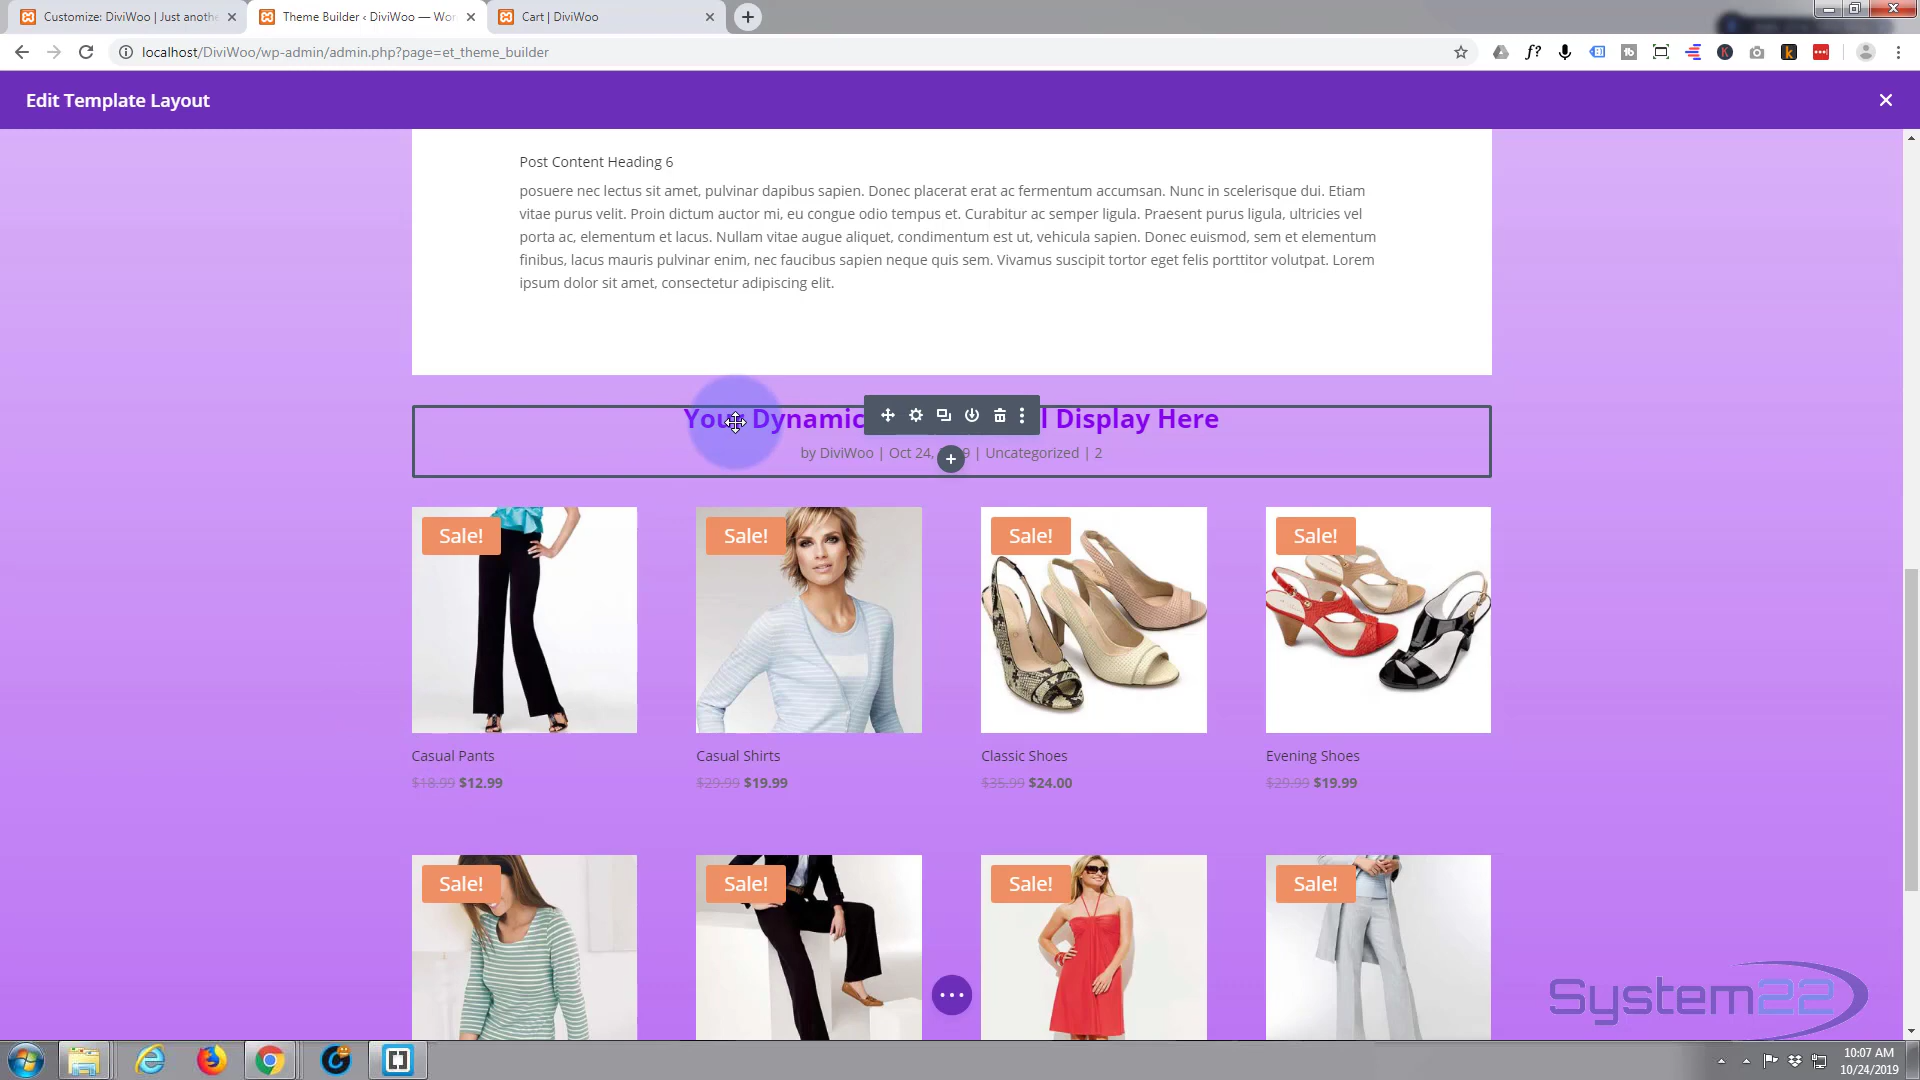 Customize: DiviWoo | Just anoth
Theme Builder ‹ DiviWoo — Wor
Cart | DiviWoo
localhost/DiviWoo/wp-admin/admin.php?page=et_theme_builder
Edit Template Layout
Post Content Heading 6
posuere nec lectus sit amet, pulvinar dapibus sapien. Donec placerat erat ac fermentum accumsan. Nunc in scelerisque dui. Etiam
vitae purus velit. Proin dictum auctor mi, eu congue odio tempus et. Curabitur ac semper ligula. Praesent purus ligula, ultricies vel
porta ac, elementum et lacus. Nullam vitae augue aliquet, condimentum est ut, vehicula sapien. Donec euismod, sem et elementum
finibus, lacus mauris pulvinar enim, nec faucibus sapien neque quis sem. Vivamus suscipit tortor eget felis porttitor volutpat. Lorem
ipsum dolor sit amet, consectetur adipiscing elit.
Your Dynamic l Display Here
by DiviWoo | Oct 24, 9 | Uncategorized | 2
Sale! Sale! Sale! Sale!
Casual Pants Casual Shirts Classic Shoes Evening Shoes
$18.99 $12.99 $29.99 $19.99 $35.99 $24.00 $29.99 $19.99
Sale! Sale! Sale! Sale!
System22
10:07 AM
10/24/2019